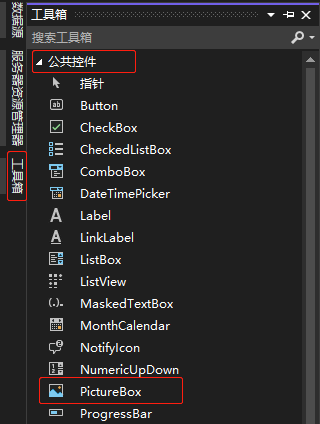 数据源
服务器资源管理器
工具箱
工具箱
搜索工具箱
公共控件
指针
Button
CheckBox
CheckedListBox
ComboBox
DateTimePicker
Label
LinkLabel
ListBox
ListView
MaskedTextBox
MonthCalendar
NotifyIcon
NumericUpDown
PictureBox
ProgressBar